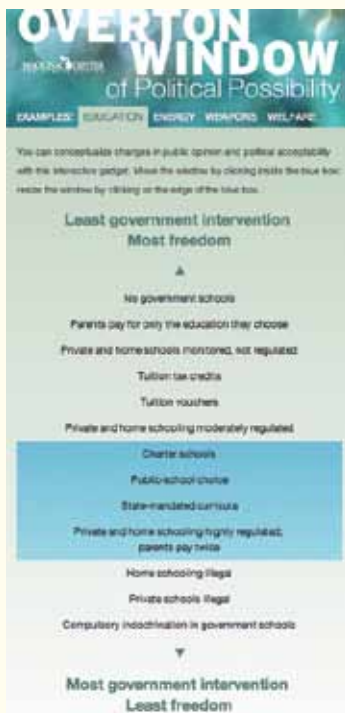 OVERTON
WINDOW
of Political Possibility
EXAMPLES: EDUCATION ENERGY WEAPONS WELFARE
You can conceptualize changes in public opinion and political acceptability
with this interactive gadget. Move the window by clicking inside the blue box;
resize the window by clicking on the edge of the blue box.
Least government intervention
Most freedom
No government schools
Parents pay for only the education they choose
Private and home schools monitored, not regulated
Tuition tax credits
Tuition vouchers
Private and home schooling moderately regulated
Charter schools
Public-school choice
State-mandated curricula
Private and home schooling highly regulated;
parents pay twice
Home schooling illegal
Private schools illegal
Compulsory indoctrination in government schools
Most government intervention
Least freedom